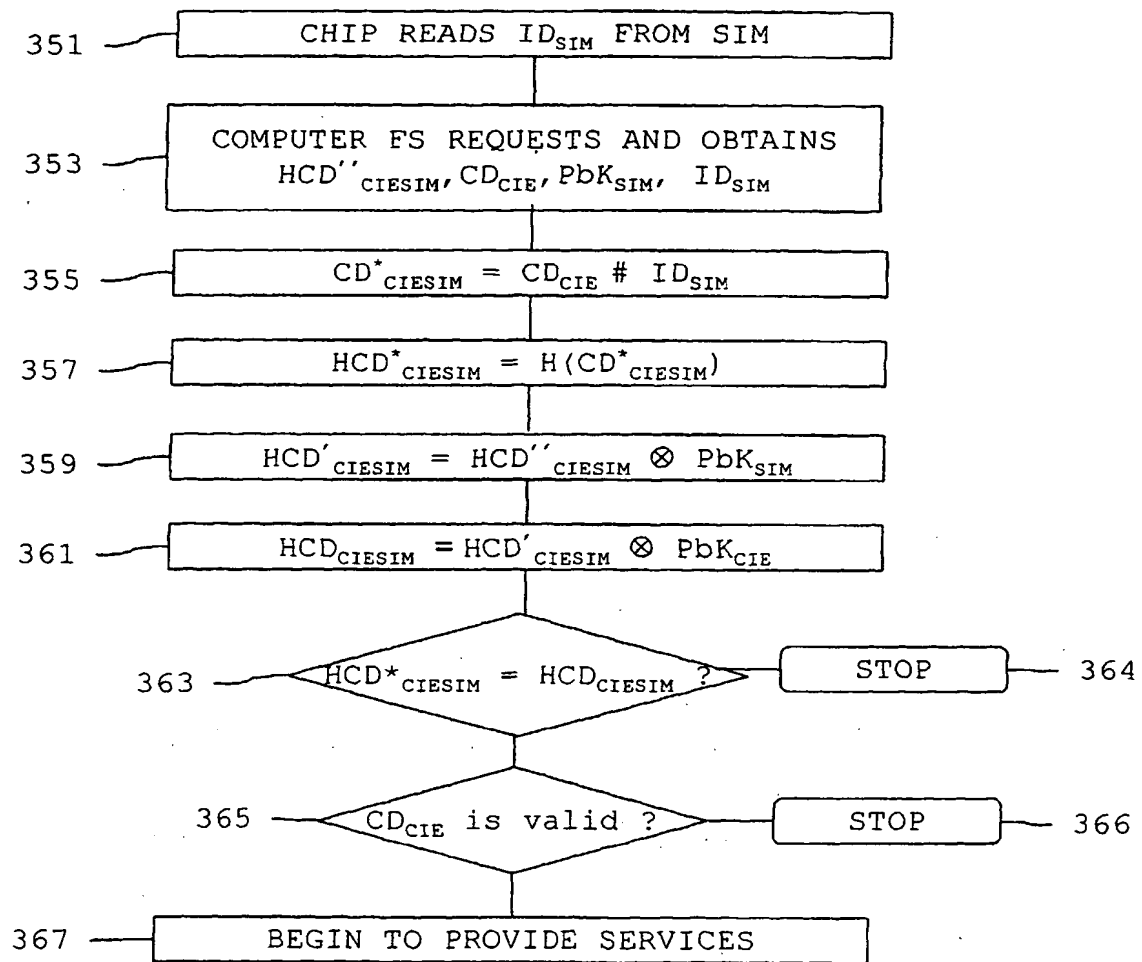 351 CHIP READS ID_SIM FROM SIM
353 COMPUTER FS REQUESTS AND OBTAINS
HCD''_CIESIM, CD_CIE, PbK_SIM, ID_SIM
355 CD*_CIESIM = CD_CIE # ID_SIM
357 HCD*_CIESIM = H(CD*_CIESIM)
359 HCD'_CIESIM = HCD''_CIESIM ⊗ PbK_SIM
361 HCD_CIESIM = HCD'_CIESIM ⊗ PbK_CIE
363 HCD*_CIESIM = HCD_CIESIM ? STOP 364
365 CD_CIE is valid ? STOP 366
367 BEGIN TO PROVIDE SERVICES